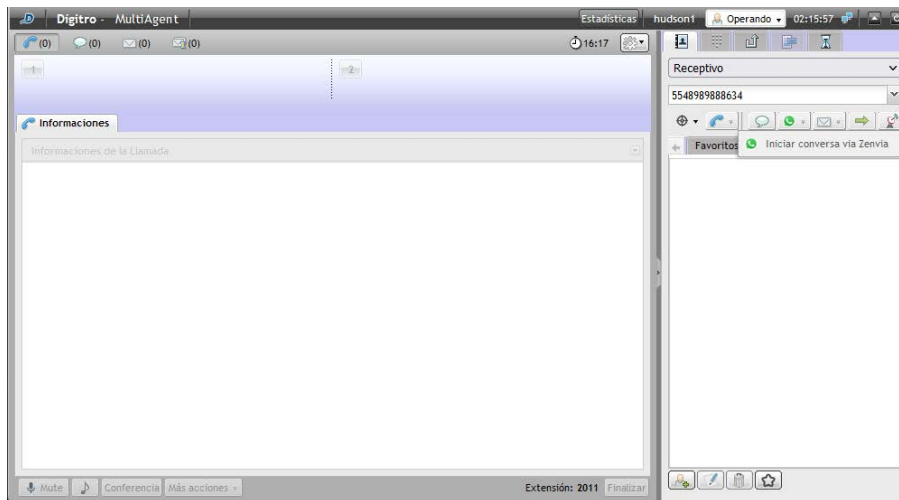 Digitro - MultiAgent
Estadísticas
hudson1
Operando
02:15:57
(0)
(0)
(0)
(0)
16:17
1
2
Informaciones
Informaciones de la Llamada
Receptivo
5548989888634
Favoritos
Iniciar conversa via Zenvia
Mute
Conferencia
Más acciones
Extensión: 2011
Finalizar